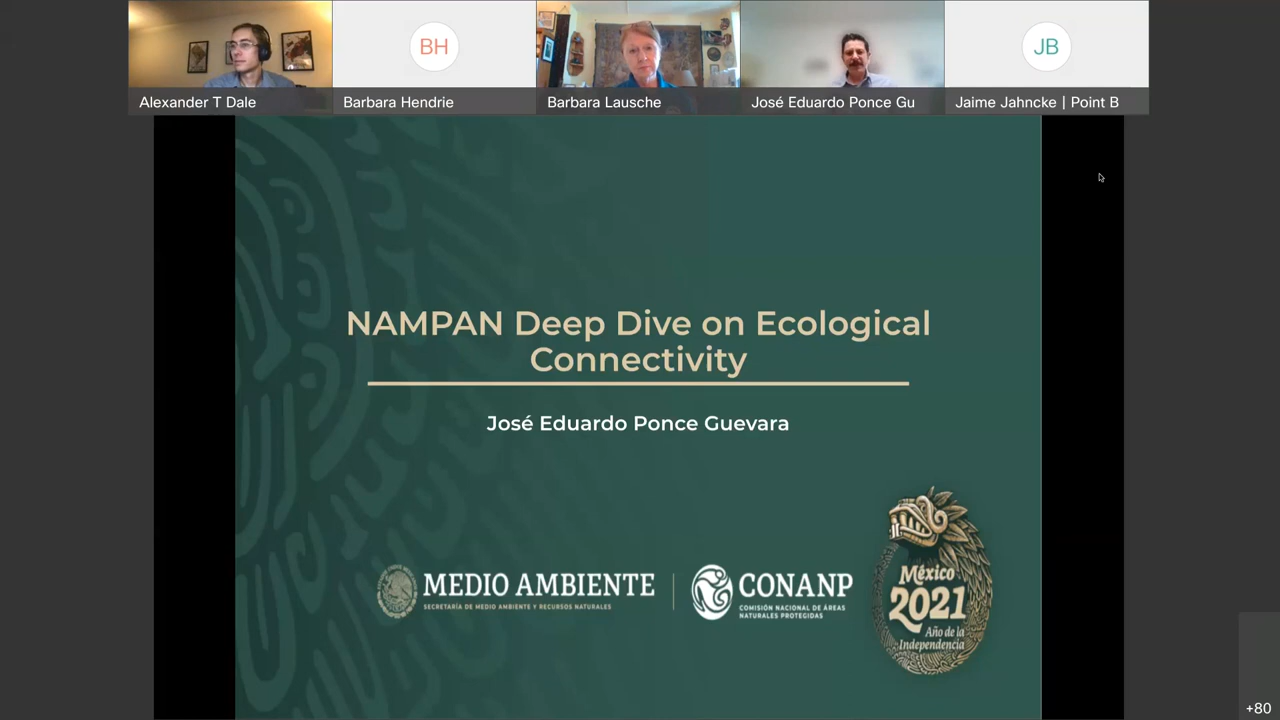 BH
JB
Alexander T Dale
Barbara Hendrie
Barbara Lausche
José Eduardo Ponce Gu
Jaime Jahncke | Point B
NAMPAN Deep Dive on Ecological
Connectivity
José Eduardo Ponce Guevara
MEDIO AMBIENTE
SECRETARÍA DE MEDIO AMBIENTE Y RECURSOS NATURALES
CONANP
COMISIÓN NACIONAL DE ÁREAS
NATURALES PROTEGIDAS
México
2021
Año de la
Independencia
+80